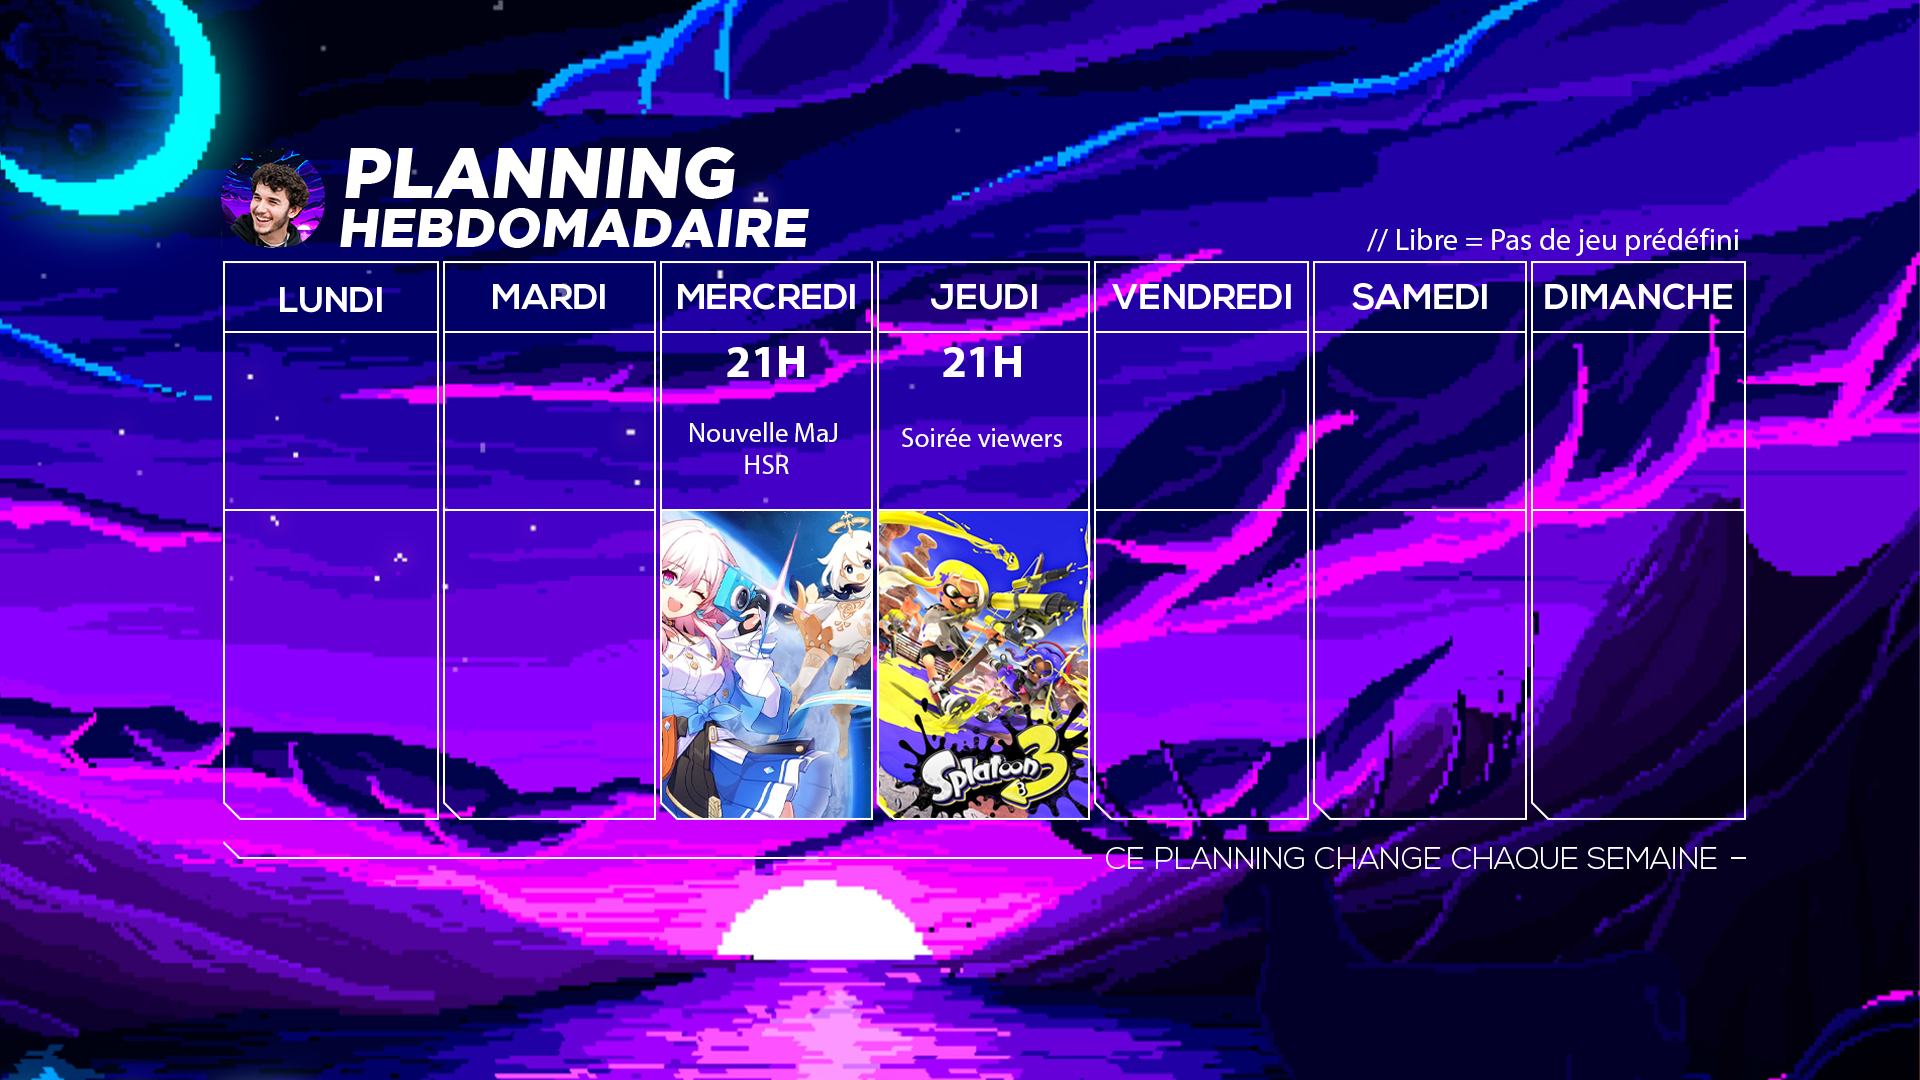 PLANNING
HEBDOMADAIRE
// Libre = Pas de jeu prédéfini
LUNDI
MARDI
MERCREDI
JEUDI
VENDREDI
SAMEDI
DIMANCHE
21H
Nouvelle MaJ
HSR
21H
Soirée viewers
Splatoon 3
CE PLANNING CHANGE CHAQUE SEMAINE